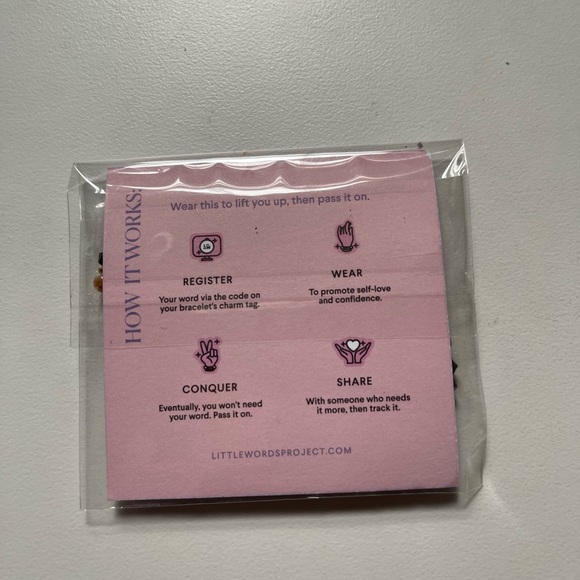 HOW IT WORKS:
Wear this to lift you up, then pass it on.
REGISTER
Your word via the code on
your bracelet's charm tag.
WEAR
To promote self-love
and confidence.
CONQUER
Eventually, you won't need
your word. Pass it on.
SHARE
With someone who needs
it more, then track it.
LITTLEWORDSPROJECT.COM